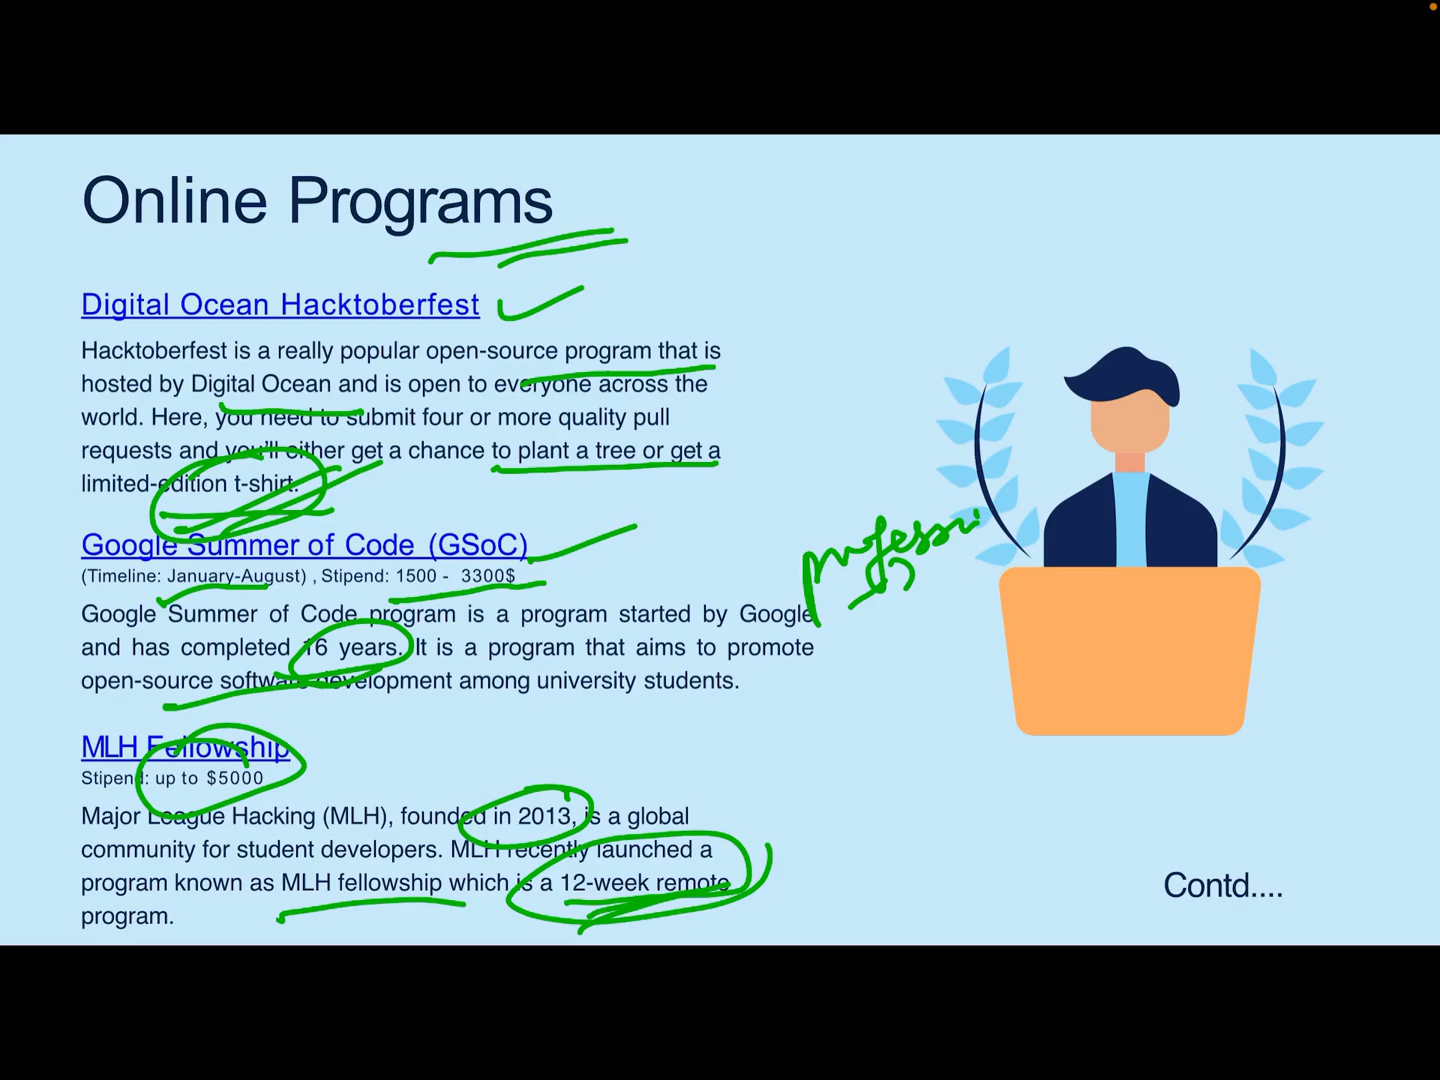 Online Programs
Digital Ocean Hacktoberfest
Hacktoberfest is a really popular open-source program that is
hosted by Digital Ocean and is open to everyone across the
world. Here, you need to submit four or more quality pull
requests and you'll either get a chance to plant a tree or get a
limited-edition t-shirt.
Google Summer of Code (GSoC)
(Timeline: January-August) , Stipend: 1500 - 3300$
Google Summer of Code program is a program started by Google
and has completed 16 years. It is a program that aims to promote
open-source software development among university students.
MLH Fellowship
Stipend: up to $5000
Major League Hacking (MLH), founded in 2013, is a global
community for student developers. MLH recently launched a
program known as MLH fellowship which is a 12-week remote
program.
Contd....